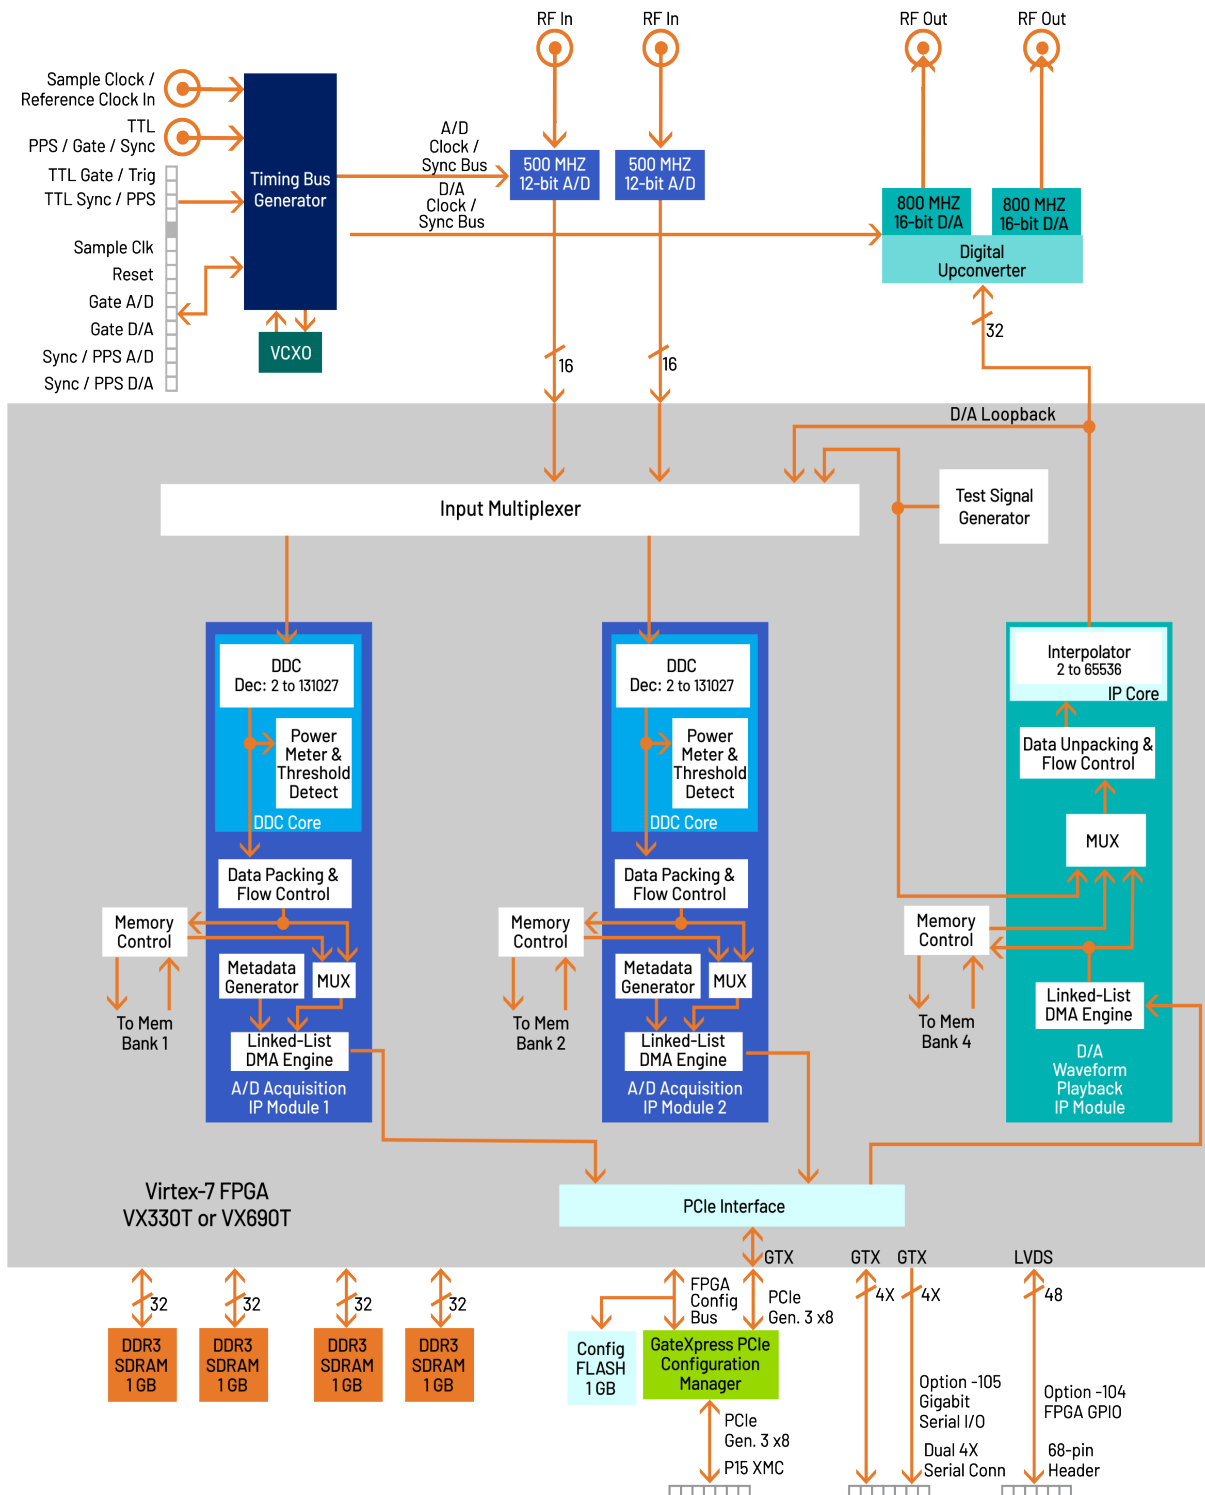 RF In
RF In
RF Out
RF Out
Sample Clock /
Reference Clock In
TTL
PPS / Gate / Sync
TTL Gate / Trig
TTL Sync / PPS
Sample Clk
Reset
Gate A/D
Gate D/A
Sync / PPS A/D
Sync / PPS D/A
Timing Bus
Generator
VCXO
A/D
Clock /
Sync Bus
D/A
Clock /
Sync Bus
500 MHZ
12-bit A/D
500 MHZ
12-bit A/D
800 MHZ
16-bit D/A
800 MHZ
16-bit D/A
Digital
Upconverter
16
16
32
D/A Loopback
Input Multiplexer
Test Signal
Generator
DDC
Dec: 2 to 131027
Power
Meter &
Threshold
Detect
DDC Core
Data Packing &
Flow Control
Memory
Control
Metadata
Generator
MUX
To Mem
Bank 1
Linked-List
DMA Engine
A/D Acquisition
IP Module 1
DDC
Dec: 2 to 131027
Power
Meter &
Threshold
Detect
DDC Core
Data Packing &
Flow Control
Memory
Control
Metadata
Generator
MUX
To Mem
Bank 2
Linked-List
DMA Engine
A/D Acquisition
IP Module 2
Interpolator
2 to 65536
IP Core
Data Unpacking &
Flow Control
MUX
Memory
Control
Linked-List
DMA Engine
To Mem
Bank 4
D/A
Waveform
Playback
IP Module
Virtex-7 FPGA
VX330T or VX690T
PCIe Interface
GTX
GTX
GTX
LVDS
32
32
32
32
DDR3
SDRAM
1 GB
DDR3
SDRAM
1 GB
DDR3
SDRAM
1 GB
DDR3
SDRAM
1 GB
FPGA
Config
Bus
PCIe
Gen. 3 x8
4X
4X
48
Config
FLASH
1 GB
GateXpress PCIe
Configuration
Manager
PCIe
Gen. 3 x8
P15 XMC
Option -105
Gigabit
Serial I/O
Dual 4X
Serial Conn
Option -104
FPGA GPIO
68-pin
Header